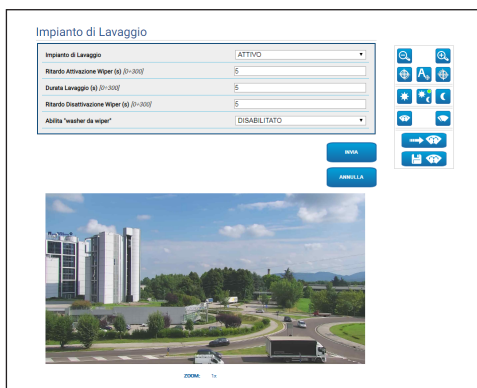 Impianto di Lavaggio
Impianto di Lavaggio ATTIVO
Ritardo Attivazione Wiper (s) [0÷300] 5
Durata Lavaggio (s) [0÷300] 5
Ritardo Disattivazione Wiper (s) [0÷300] 5
Abilita "washer da wiper" DISABILITATO
INVIA
ANNULLA
ZOOM: 1x